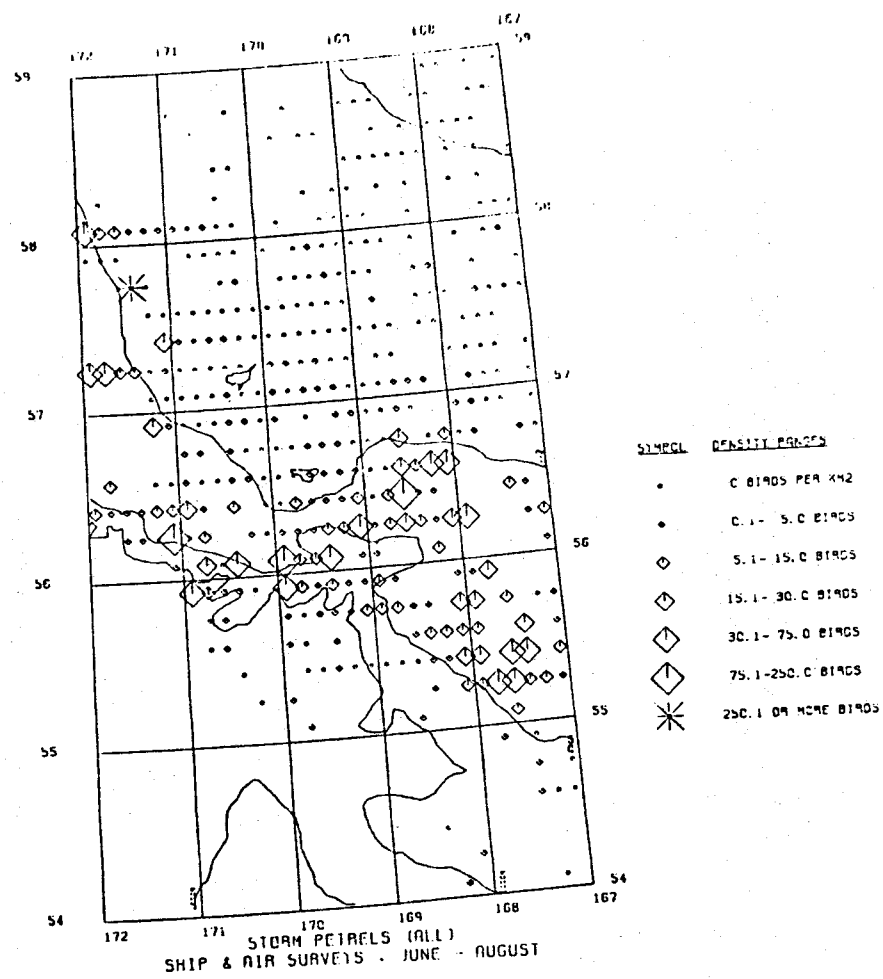 172 171 170 169 168 167
59 59
58 58
57 57
56 56
55 55
54 54
172 171 170 169 168 167
SYMBOL DENSITY RANGES
0 BIRDS PER KM2
0.1- 5.0 BIRDS
5.1- 15.0 BIRDS
15.1- 30.0 BIRDS
30.1- 75.0 BIRDS
75.1-250.0 BIRDS
250.1 OR MORE BIRDS
STORM PETRELS (ALL)
SHIP & AIR SURVEYS , JUNE - AUGUST